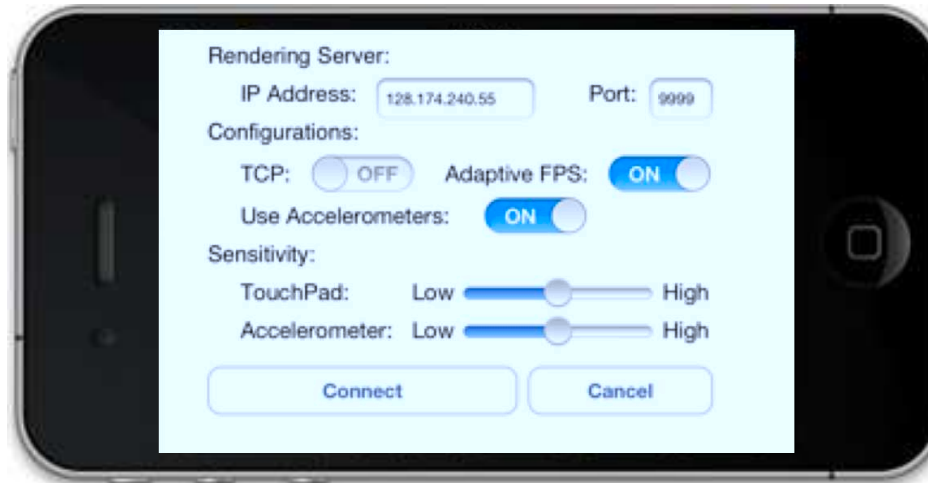 Rendering Server:
IP Address: 128.174.240.55 Port: 9999
Configurations:
TCP: OFF Adaptive FPS: ON
Use Accelerometers: ON
Sensitivity:
TouchPad: Low High
Accelerometer: Low High
Connect Cancel